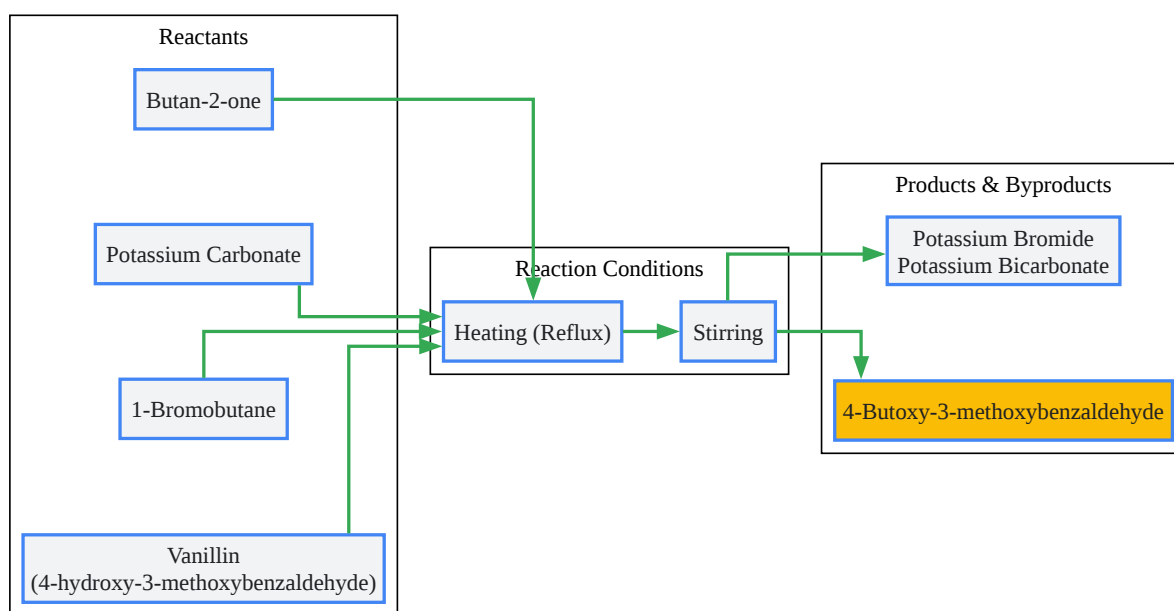 Reactants
Butan-2-one
Potassium Carbonate
1-Bromobutane
Vanillin
(4-hydroxy-3-methoxybenzaldehyde)
Reaction Conditions
Heating (Reflux)
Stirring
Products & Byproducts
Potassium Bromide
Potassium Bicarbonate
4-Butoxy-3-methoxybenzaldehyde